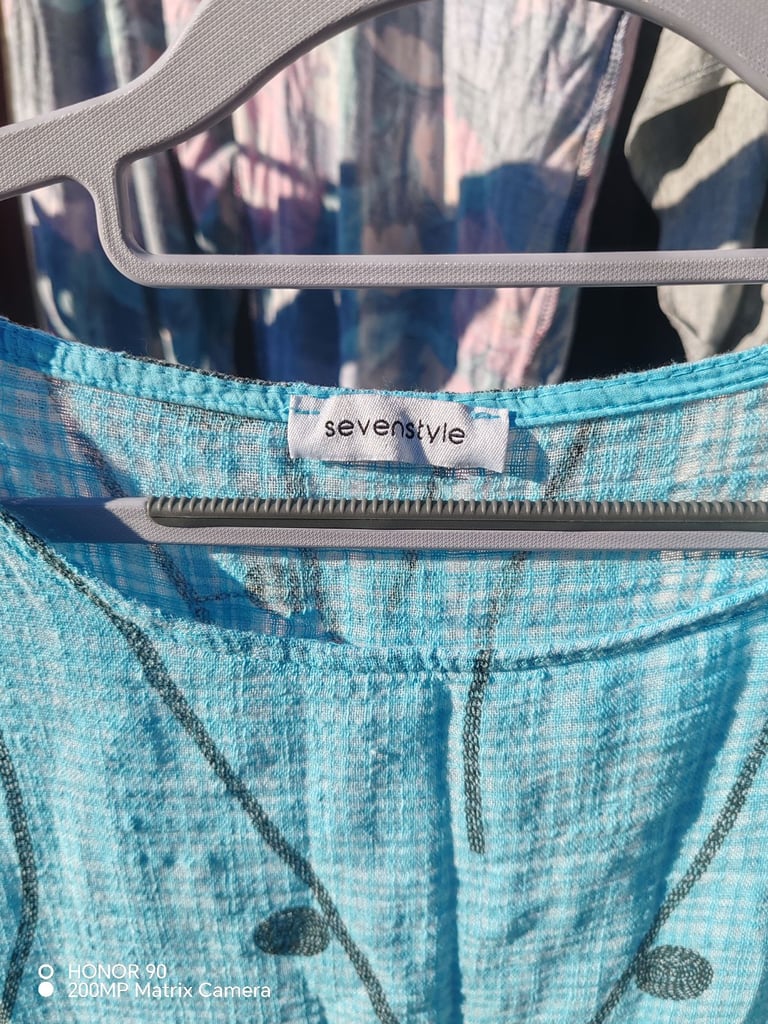 sevenstyle
HONOR 90
200MP Matrix Camera